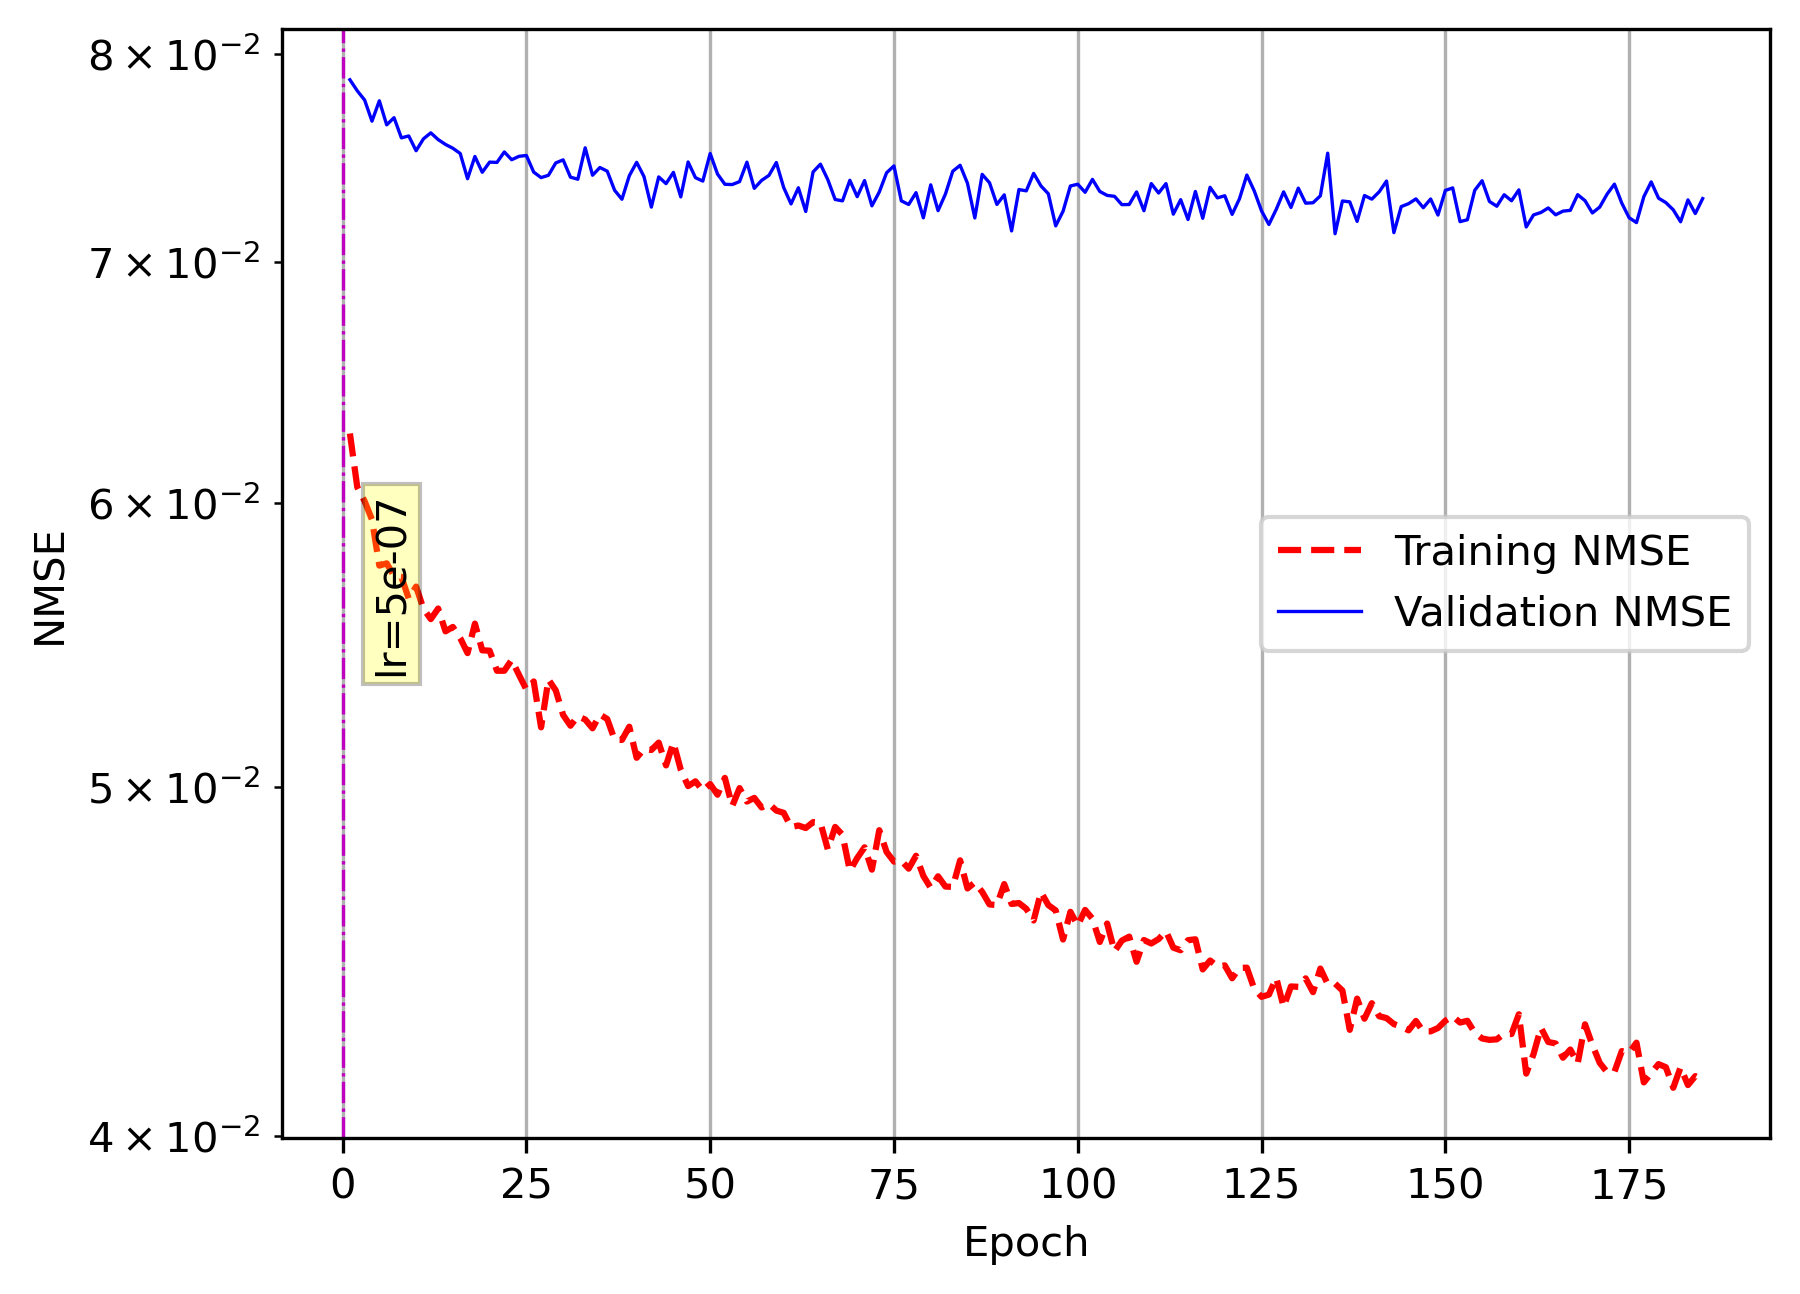 8 × 10⁻²
7 × 10⁻²
6 × 10⁻²
5 × 10⁻²
4 × 10⁻²
NMSE
lr=5e-07
Training NMSE
Validation NMSE
0 25 50 75 100 125 150 175
Epoch